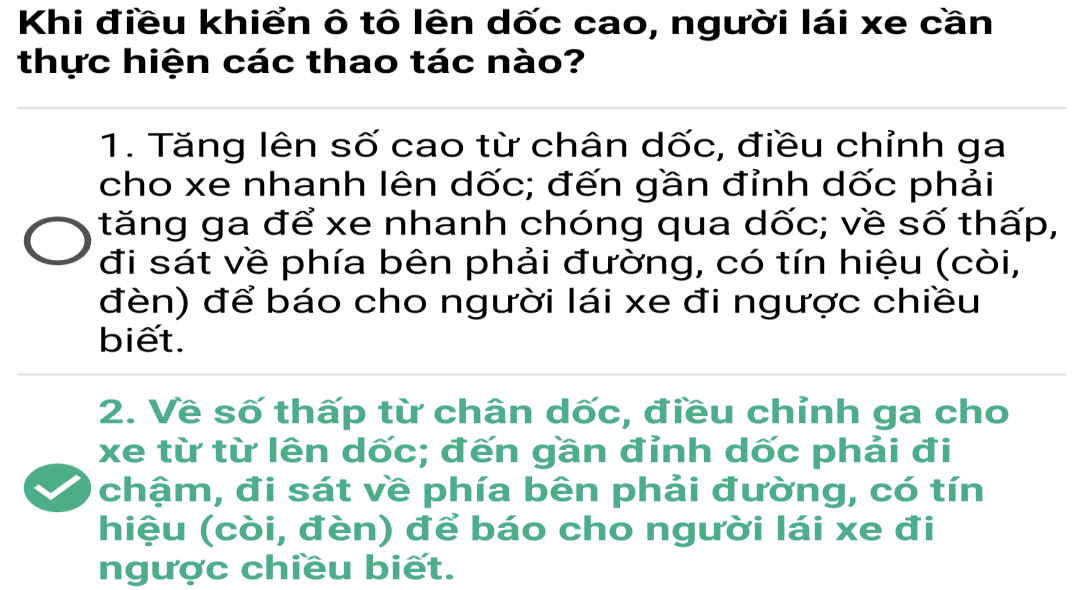 Khi điều khiển ô tô lên dốc cao, người lái xe cần
thực hiện các thao tác nào?
1. Tăng lên số cao từ chân dốc, điều chỉnh ga
cho xe nhanh lên dốc; đến gần đỉnh dốc phải
tăng ga để xe nhanh chóng qua dốc; về số thấp,
đi sát về phía bên phải đường, có tín hiệu (còi,
đèn) để báo cho người lái xe đi ngược chiều
biết.
2. Về số thấp từ chân dốc, điều chỉnh ga cho
xe từ từ lên dốc; đến gần đỉnh dốc phải đi
chậm, đi sát về phía bên phải đường, có tín
hiệu (còi, đèn) để báo cho người lái xe đi
ngược chiều biết.